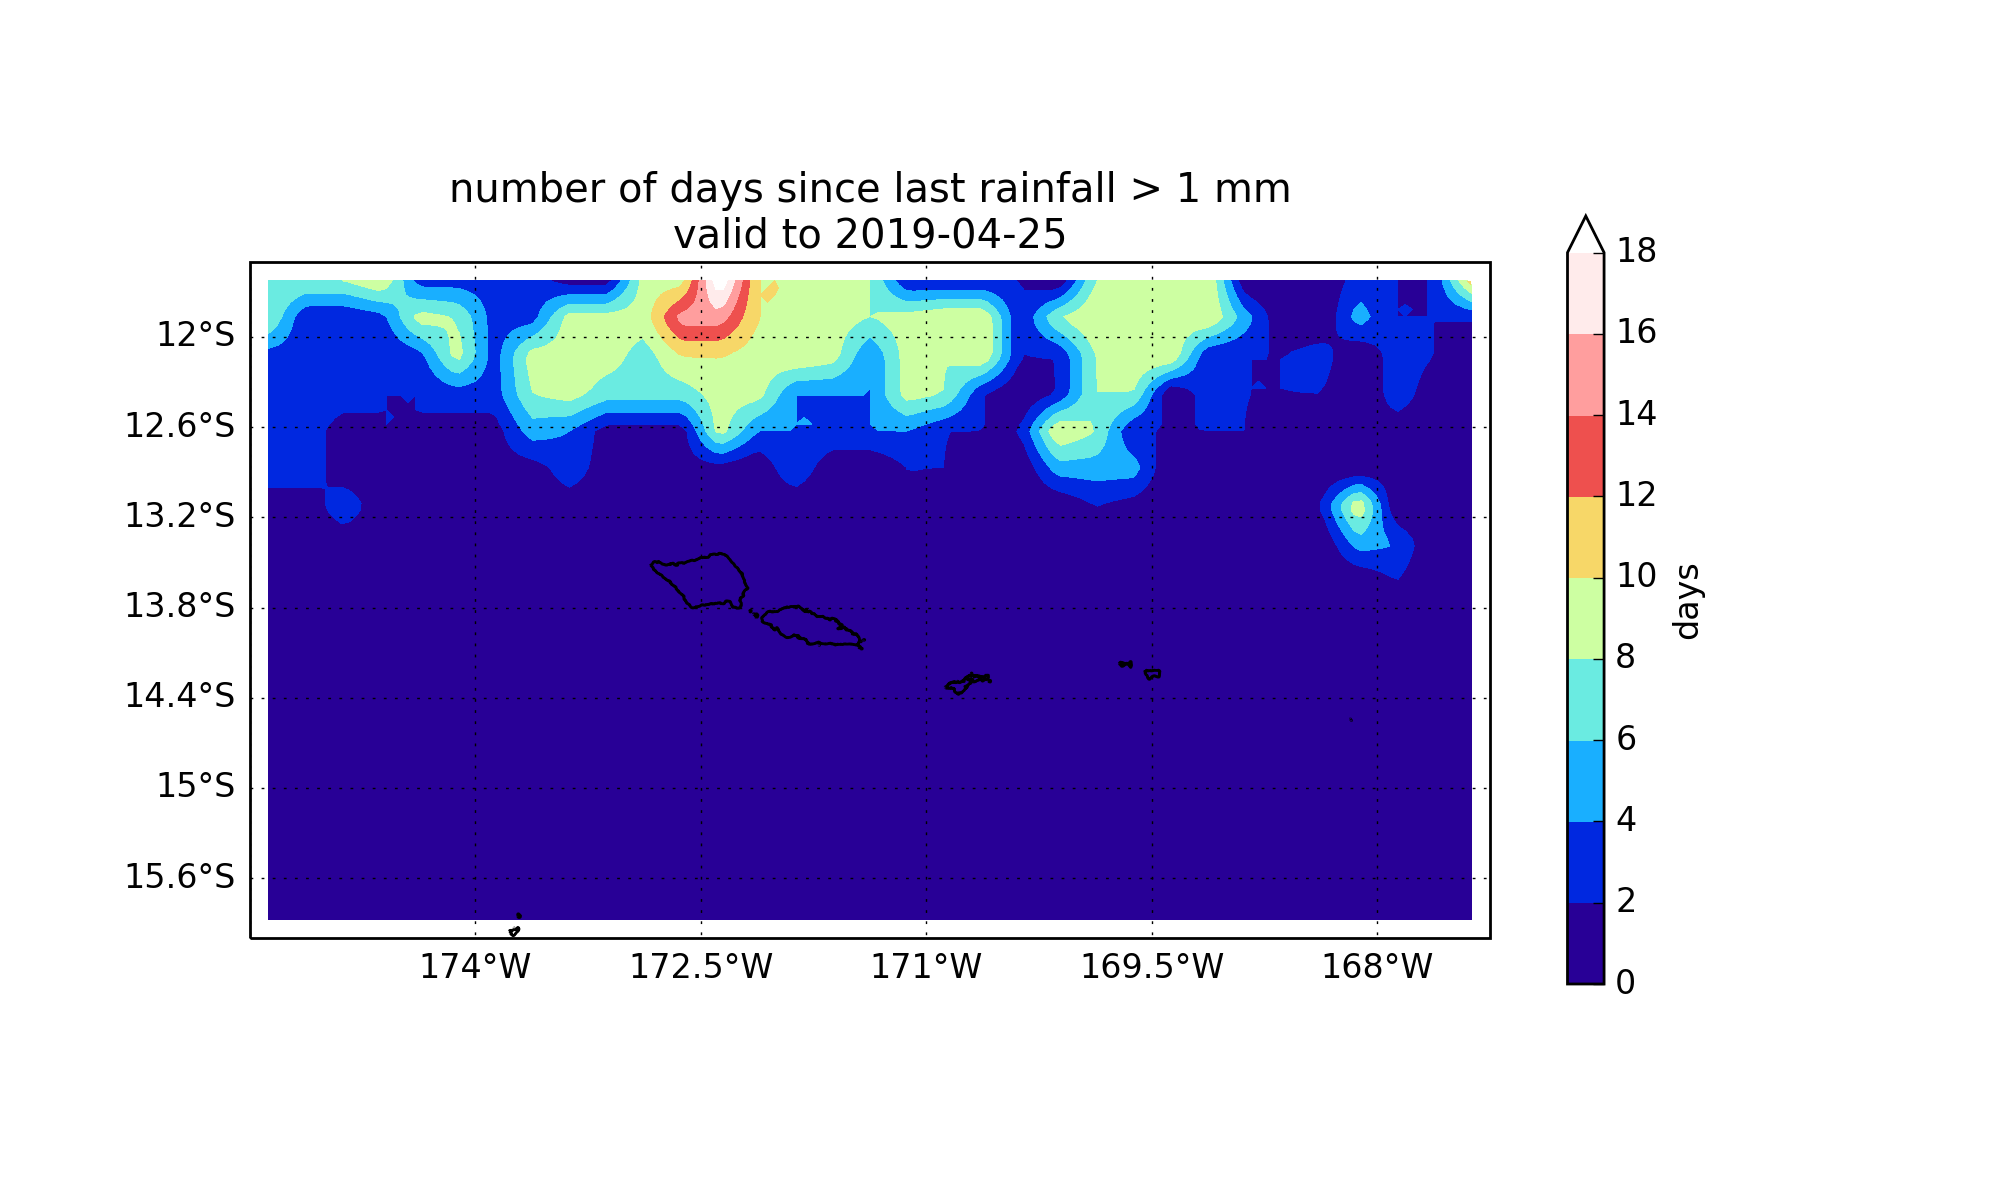 number of days since last rainfall > 1 mm
valid to 2019-04-25
12°S
12.6°S
13.2°S
13.8°S
14.4°S
15°S
15.6°S
174°W 172.5°W 171°W 169.5°W 168°W
18
16
14
12
10
8
6
4
2
0
days